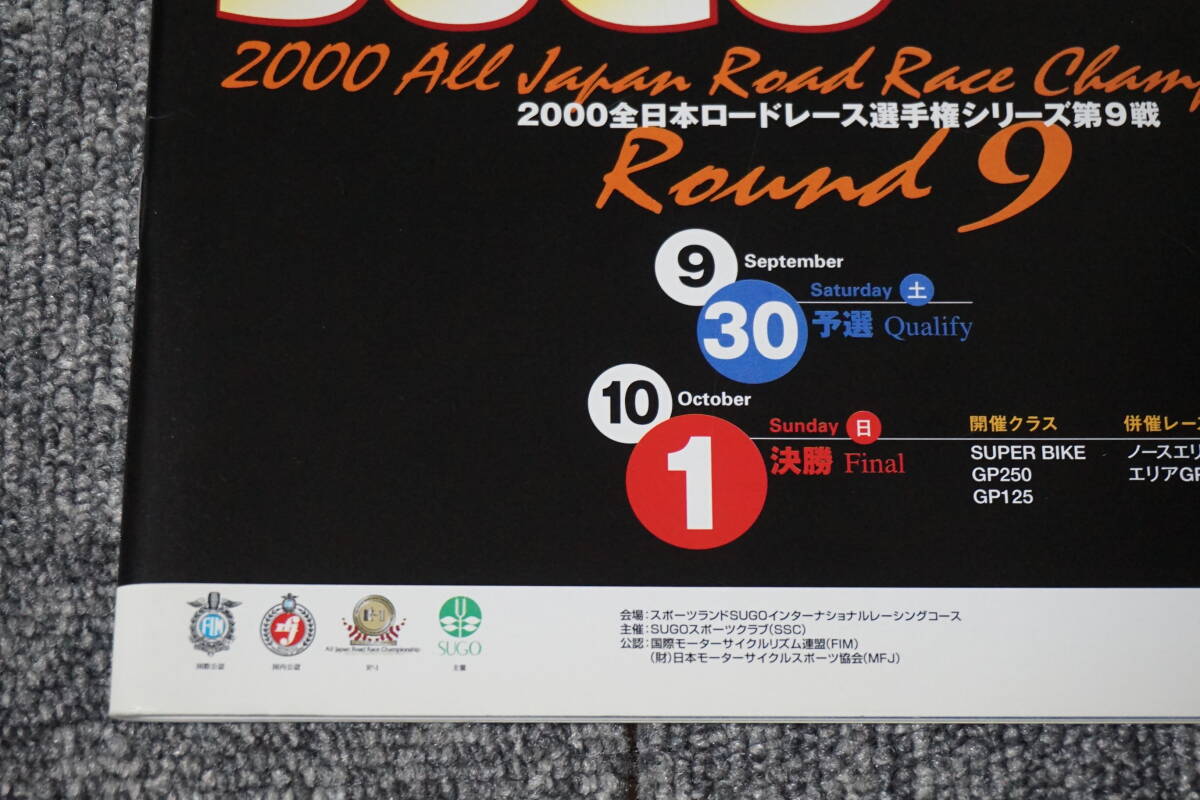 SUGO
2000 All Japan Road Race Cham
2000全日本ロードレース選手権シリーズ第9戦
Round 9
9 September
30 Saturday 土
予選 Qualify
10 October
1 Sunday 日
決勝 Final
開催クラス
SUPER BIKE
GP250
GP125
併催レース
ノースエリ
エリアGP
FIM
国際公認
国内公認
All Japan Road Race Championship
SUGO
主催
会場:スポーツランドSUGOインターナショナルレーシングコース
主催:SUGOスポーツクラブ(SSC)
公認:国際モーターサイクルリズム連盟(FIM)
(財)日本モーターサイクルスポーツ協会(MFJ)